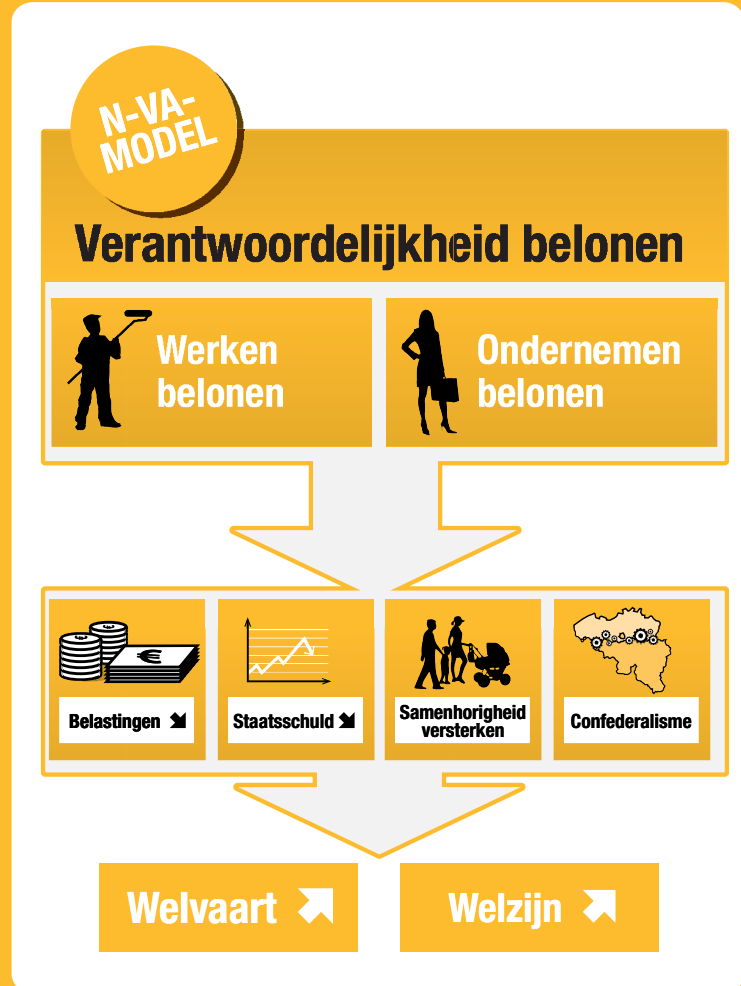 N-VA-
MODEL
Verantwoordelijkheid belonen
Werken
belonen
Ondernemen
belonen
€
Belastingen
Staatsschuld
Samenhorigheid
versterken
Confederalisme
Welvaart
Welzijn